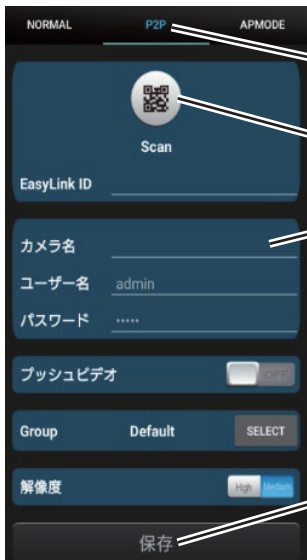 NORMAL P2P APMODE
Scan
EasyLink ID
カメラ名
ユーザー名 admin
パスワード •••••
プッシュビデオ OFF
Group Default SELECT
解像度 High Medium
保存